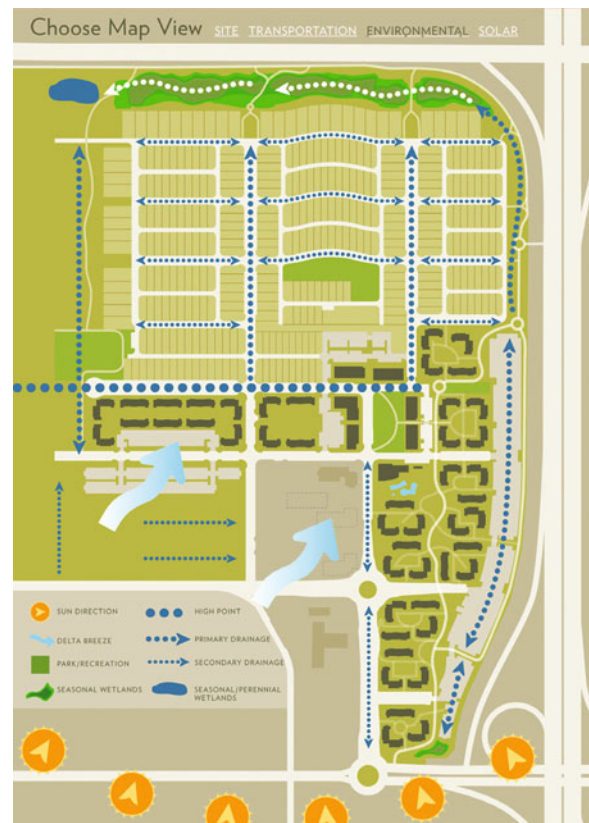 Choose Map View SITE TRANSPORTATION ENVIRONMENTAL SOLAR
SUN DIRECTION
HIGH POINT
DELTA BREEZE
PRIMARY DRAINAGE
PARK/RECREATION
SECONDARY DRAINAGE
SEASONAL WETLANDS
SEASONAL/PERENNIAL
WETLANDS